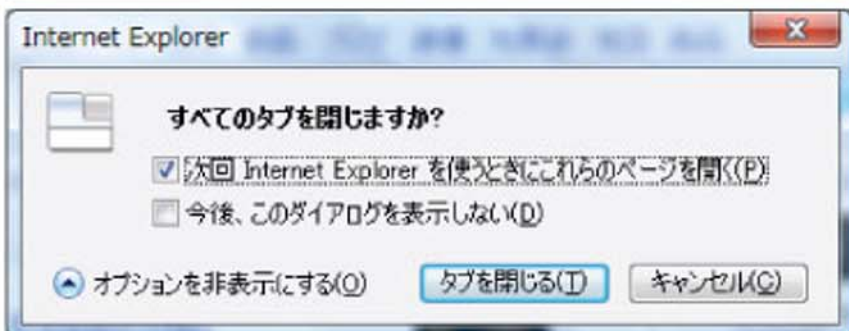 Internet Explorer
すべてのタブを閉じますか?
次回 Internet Explorer を使うときにこれらのページを開く(P)
今後、このダイアログを表示しない(D)
オプションを非表示にする(O)
タブを閉じる(T)
キャンセル(C)